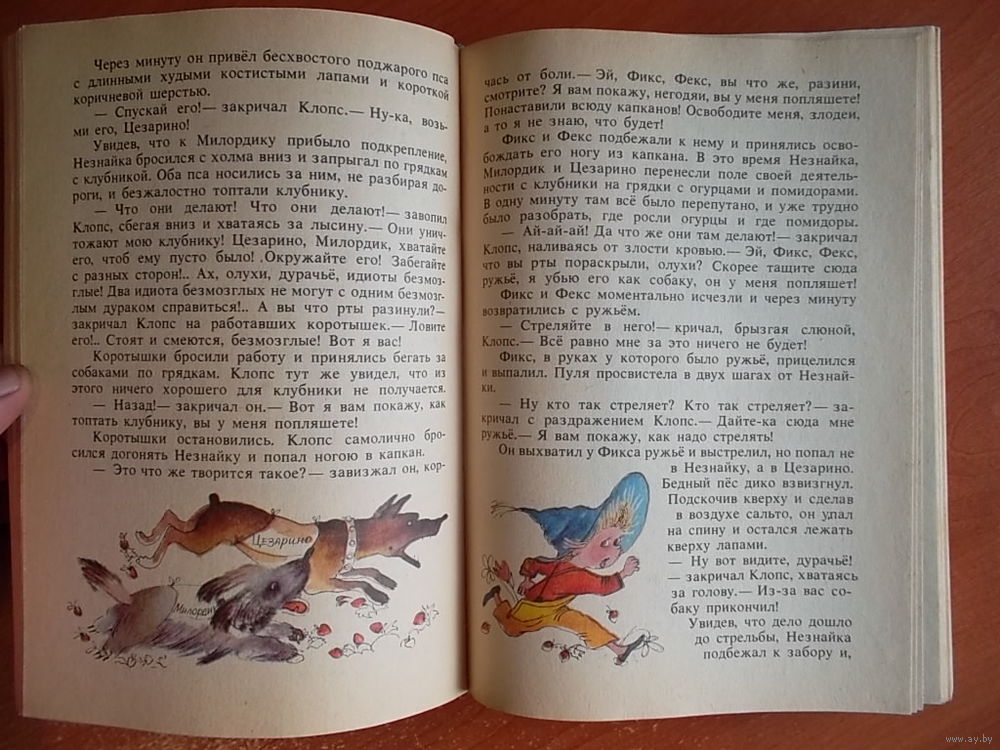 Через минуту он привёл бесхвостого поджарого пса
с длинными худыми костистыми лапами и короткой
коричневой шерстью.
— Спускай его!— закричал Клопс.— Ну-ка, возь-
ми его, Цезарино!
Увидев, что к Милордику прибыло подкрепление,
Незнайка бросился с холма вниз и запрыгал по грядкам
с клубникой. Оба пса носились за ним, не разбирая до-
роги, и безжалостно топтали клубнику.
— Что они делают! Что они делают!— завопил
Клопс, сбегая вниз и хватаясь за лысину.— Они унич-
тожают мою клубнику! Цезарино, Милордик, хватайте
его, чтоб ему пусто было! Окружайте его! Забегайте
с разных сторон!.. Ах, олухи, дурачьё, идиоты безмоз-
глые! Два идиота безмозглых не могут с одним безмоз-
глым дураком справиться!.. А вы что рты разинули?—
закричал Клопс на работавших коротышек.— Ловите
его!.. Стоят и смеются, безмозглые! Вот я вас!
Коротышки бросили работу и принялись бегать за
собаками по грядкам. Клопс тут же увидел, что из
этого ничего хорошего для клубники не получается.
— Назад!— закричал он.— Вот я вам покажу, как
топтать клубнику, вы у меня попляшете!
Коротышки остановились. Клопс самолично бро-
сился догонять Незнайку и попал ногою в капкан.
— Это что же творится такое?— завизжал он, кор-
ЦЕЗАРИНО
Милордик
чась от боли.— Эй, Фикс, Фекс, вы что же, разини,
смотрите? Я вам покажу, негодяи, вы у меня попляшете!
Понаставили всюду капканов! Освободите меня, злодеи,
а то я не знаю, что будет!
Фикс и Фекс подбежали к нему и принялись осво-
бождать его ногу из капкана. В это время Незнайка,
Милордик и Цезарино перенесли поле своей деятель-
ности с клубники на грядки с огурцами и помидорами.
В одну минуту там всё было перепутано, и уже трудно
было разобрать, где росли огурцы и где помидоры.
— Ай-ай-ай! Да что же они там делают!— закричал
Клопс, наливаясь от злости кровью.— Эй, Фикс, Фекс,
что вы рты пораскрыли, олухи? Скорее тащите сюда
ружьё, я убью его как собаку, он у меня попляшет!
Фикс и Фекс моментально исчезли и через минуту
возвратились с ружьём.
— Стреляйте в него!— кричал, брызгая слюной,
Клопс.— Всё равно мне за это ничего не будет!
Фикс, в руках у которого было ружьё, прицелился
и выпалил. Пуля просвистела в двух шагах от Незнай-
ки.
— Ну кто так стреляет? Кто так стреляет?— за-
кричал с раздражением Клопс.— Дайте-ка сюда мне
ружьё.— Я вам покажу, как надо стрелять!
Он выхватил у Фикса ружьё и выстрелил, но попал не
в Незнайку, а в Цезарино.
Бедный пёс дико взвизгнул.
Подскочив кверху и сделав
в воздухе сальто, он упал
на спину и остался лежать
кверху лапами.
— Ну вот видите, дурачьё!
— закричал Клопс, хватаясь
за голову.— Из-за вас со-
баку прикончил!
Увидев, что дело дошло
до стрельбы, Незнайка
подбежал к забору и,
www.ay.by